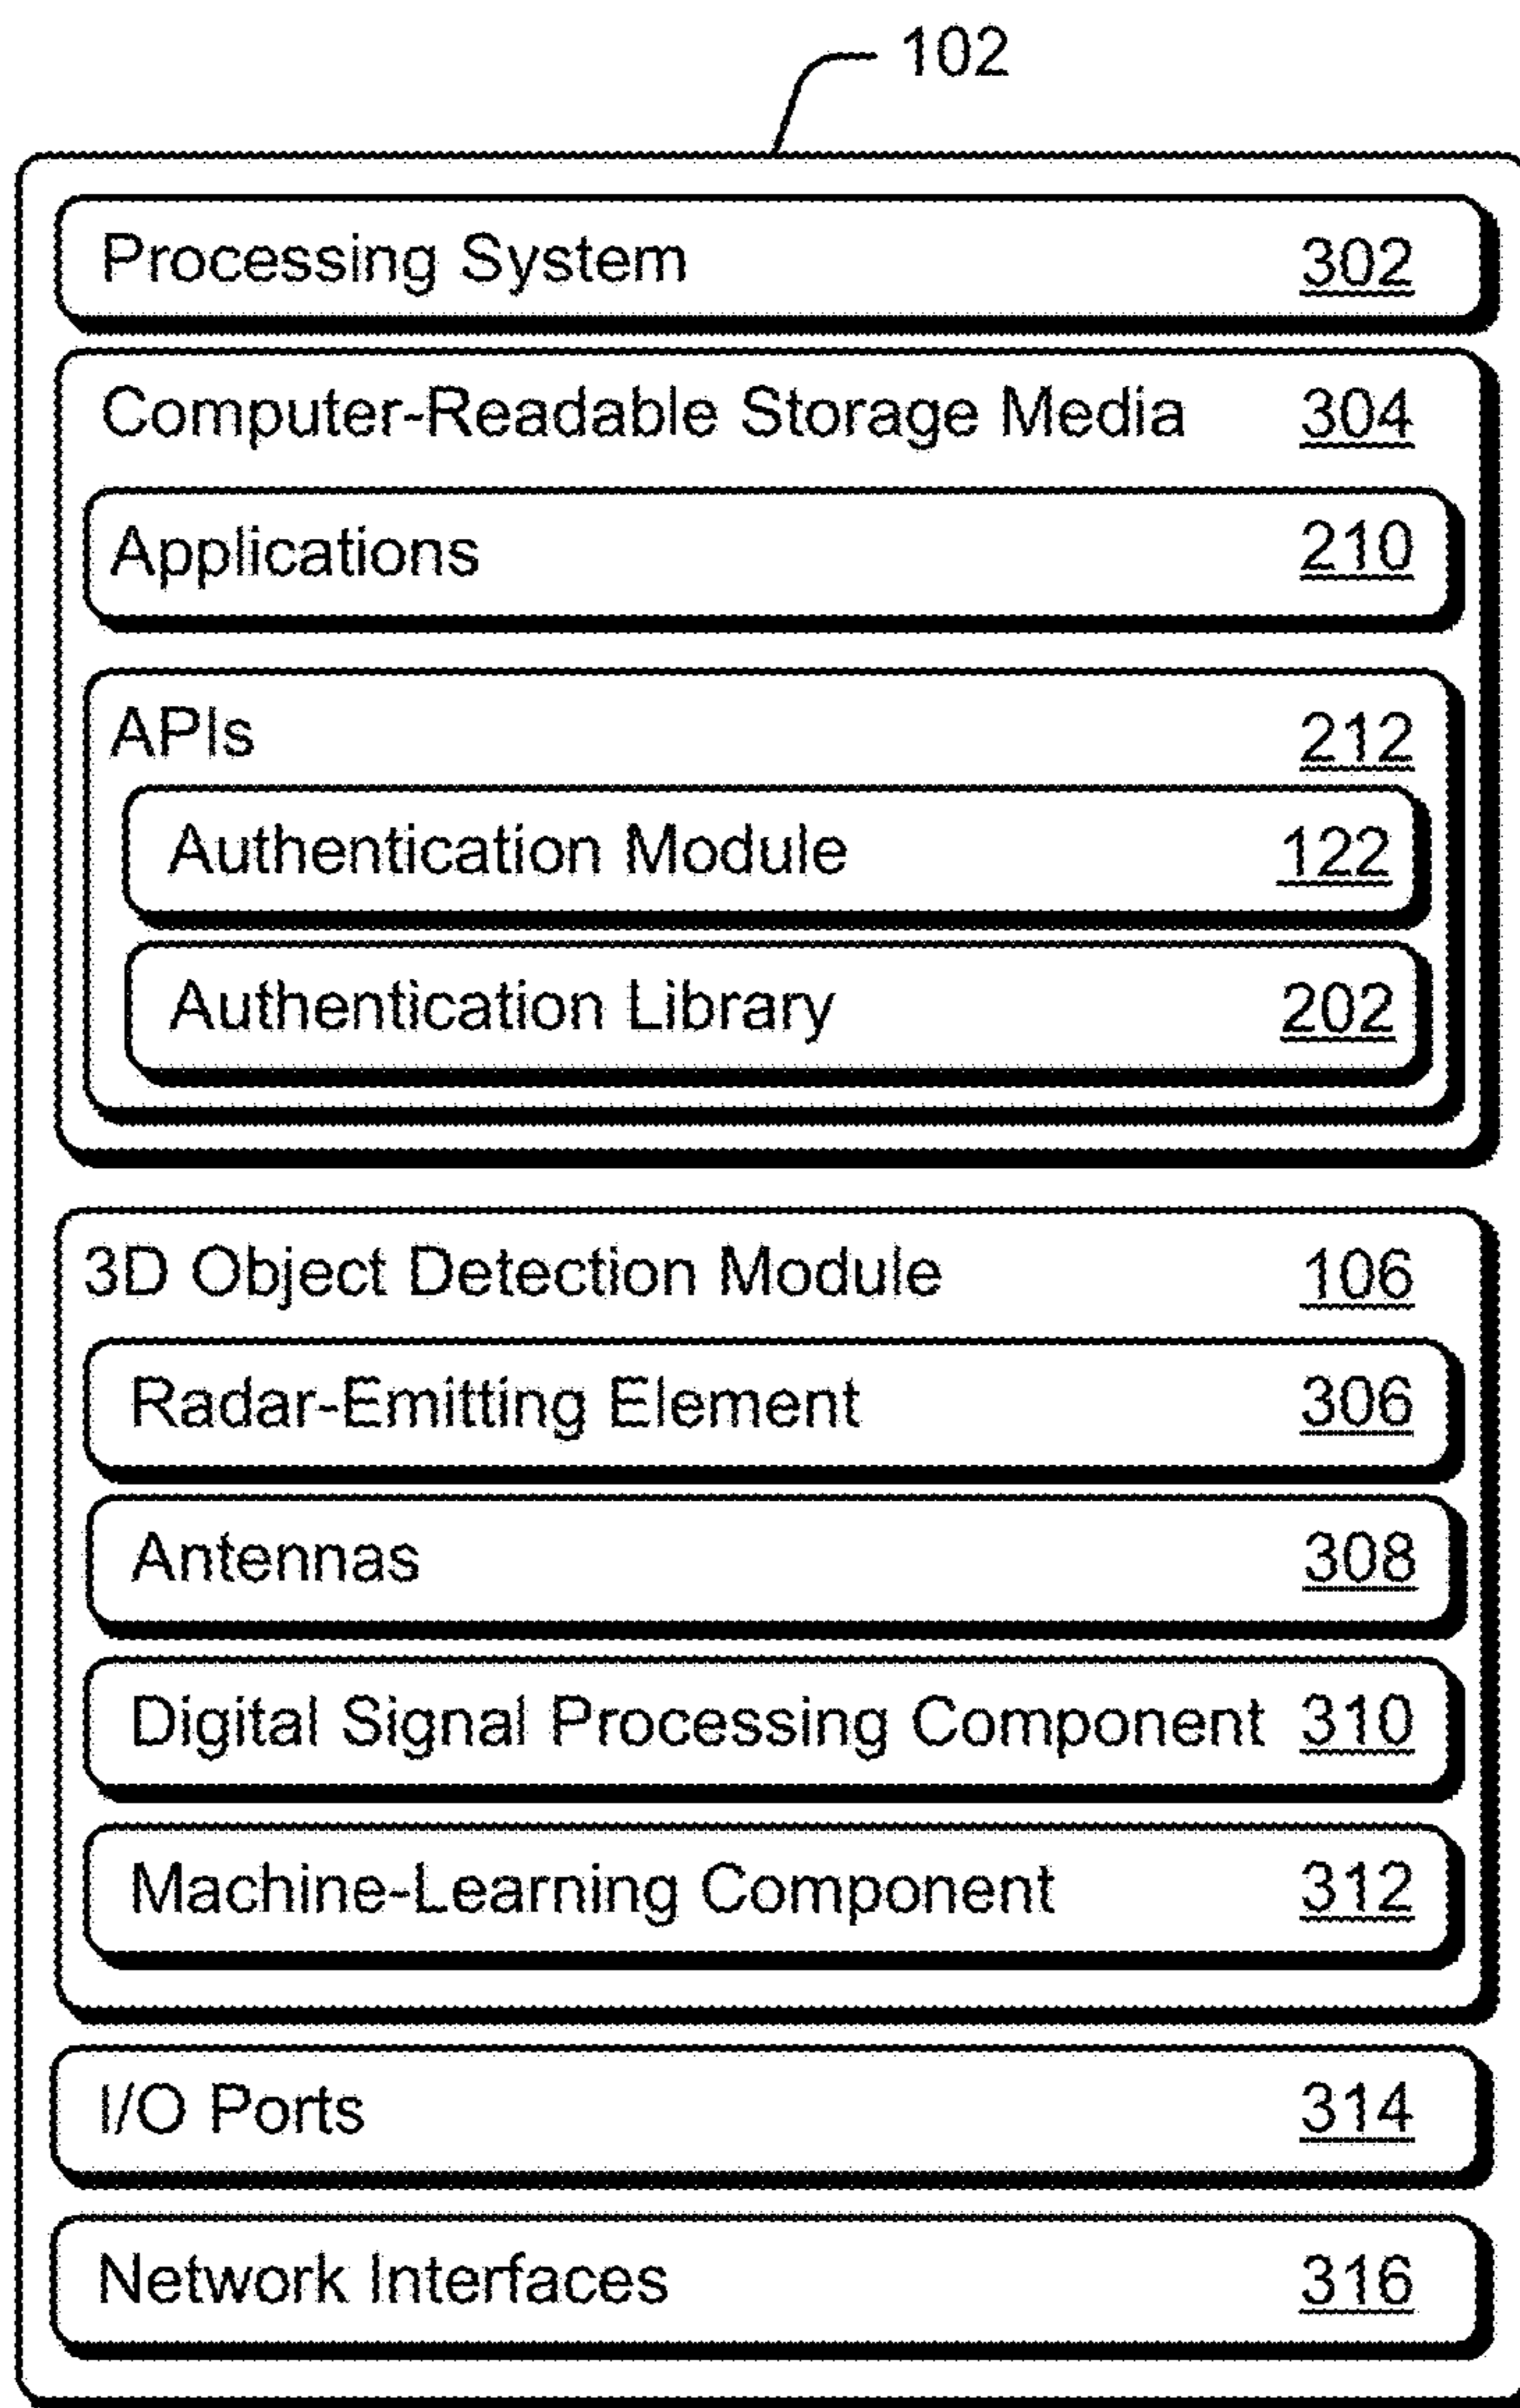 102
Processing System 302
Computer-Readable Storage Media 304
Applications 210
APIs 212
Authentication Module 122
Authentication Library 202
3D Object Detection Module 106
Radar-Emitting Element 306
Antennas 308
Digital Signal Processing Component 310
Machine-Learning Component 312
I/O Ports 314
Network Interfaces 316